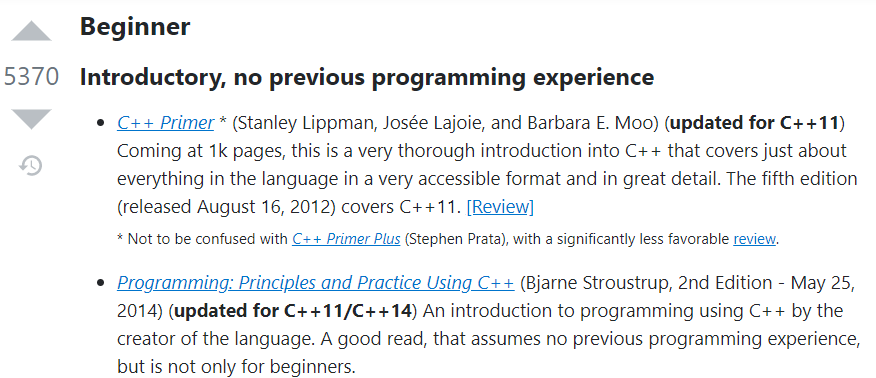 Beginner
5370
Introductory, no previous programming experience
• C++ Primer * (Stanley Lippman, Josée Lajoie, and Barbara E. Moo) (updated for C++11)
Coming at 1k pages, this is a very thorough introduction into C++ that covers just about
everything in the language in a very accessible format and in great detail. The fifth edition
(released August 16, 2012) covers C++11. [Review]
* Not to be confused with C++ Primer Plus (Stephen Prata), with a significantly less favorable review.
• Programming: Principles and Practice Using C++ (Bjarne Stroustrup, 2nd Edition - May 25,
2014) (updated for C++11/C++14) An introduction to programming using C++ by the
creator of the language. A good read, that assumes no previous programming experience,
but is not only for beginners.